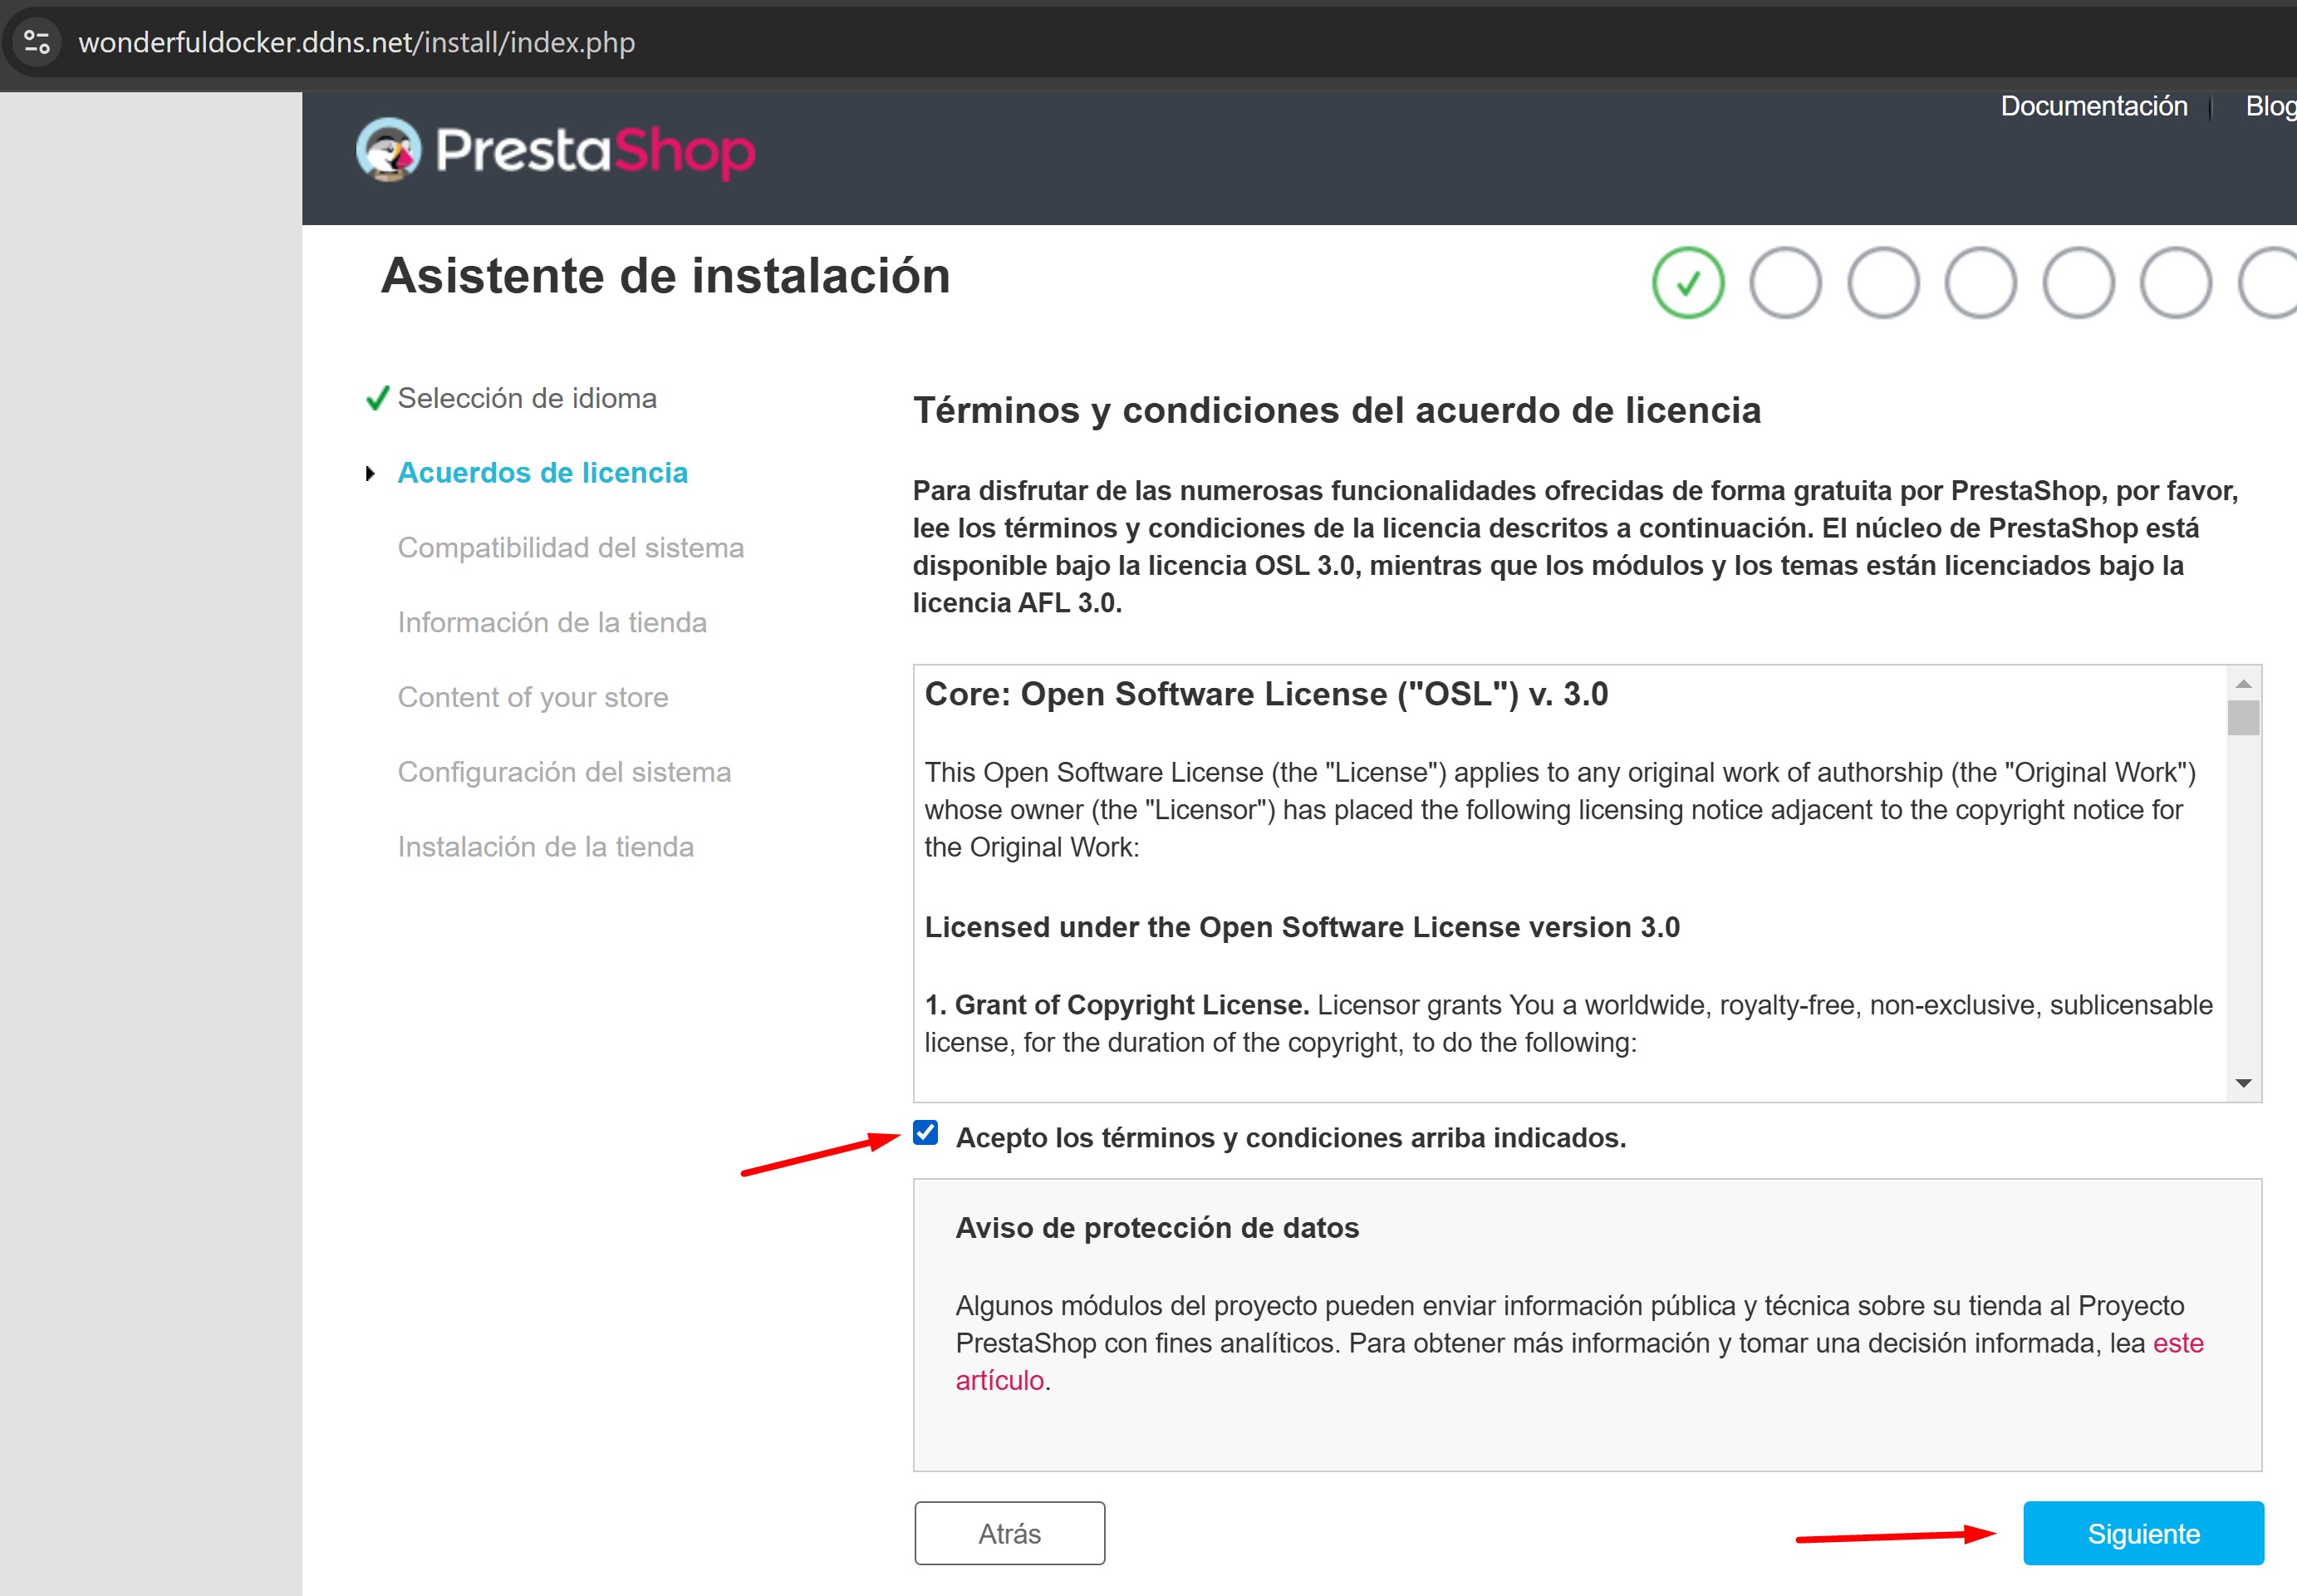 wonderfuldocker.ddns.net/install/index.php
Documentación
Blog
PrestaShop
Asistente de instalación
Selección de idioma
Acuerdos de licencia
Compatibilidad del sistema
Información de la tienda
Content of your store
Configuración del sistema
Instalación de la tienda
Términos y condiciones del acuerdo de licencia
Para disfrutar de las numerosas funcionalidades ofrecidas de forma gratuita por PrestaShop, por favor,
lee los términos y condiciones de la licencia descritos a continuación. El núcleo de PrestaShop está
disponible bajo la licencia OSL 3.0, mientras que los módulos y los temas están licenciados bajo la
licencia AFL 3.0.
Core: Open Software License ("OSL") v. 3.0
This Open Software License (the "License") applies to any original work of authorship (the "Original Work")
whose owner (the "Licensor") has placed the following licensing notice adjacent to the copyright notice for
the Original Work:
Licensed under the Open Software License version 3.0
1. Grant of Copyright License. Licensor grants You a worldwide, royalty-free, non-exclusive, sublicensable
license, for the duration of the copyright, to do the following:
Acepto los términos y condiciones arriba indicados.
Aviso de protección de datos
Algunos módulos del proyecto pueden enviar información pública y técnica sobre su tienda al Proyecto
PrestaShop con fines analíticos. Para obtener más información y tomar una decisión informada, lea este
artículo.
Atrás
Siguiente